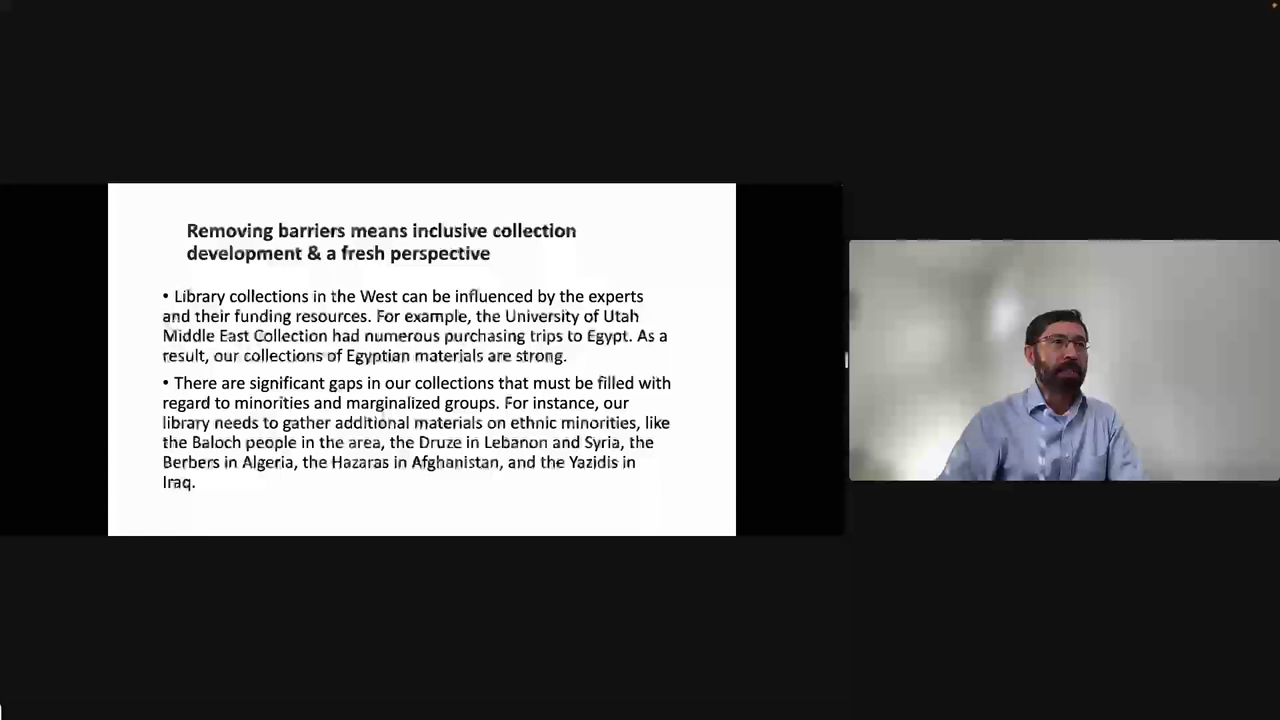 Removing barriers means inclusive collection
development & a fresh perspective
• Library collections in the West can be influenced by the experts
and their funding resources. For example, the University of Utah
Middle East Collection had numerous purchasing trips to Egypt. As a
result, our collections of Egyptian materials are strong.
• There are significant gaps in our collections that must be filled with
regard to minorities and marginalized groups. For instance, our
library needs to gather additional materials on ethnic minorities, like
the Baloch people in the area, the Druze in Lebanon and Syria, the
Berbers in Algeria, the Hazaras in Afghanistan, and the Yazidis in
Iraq.